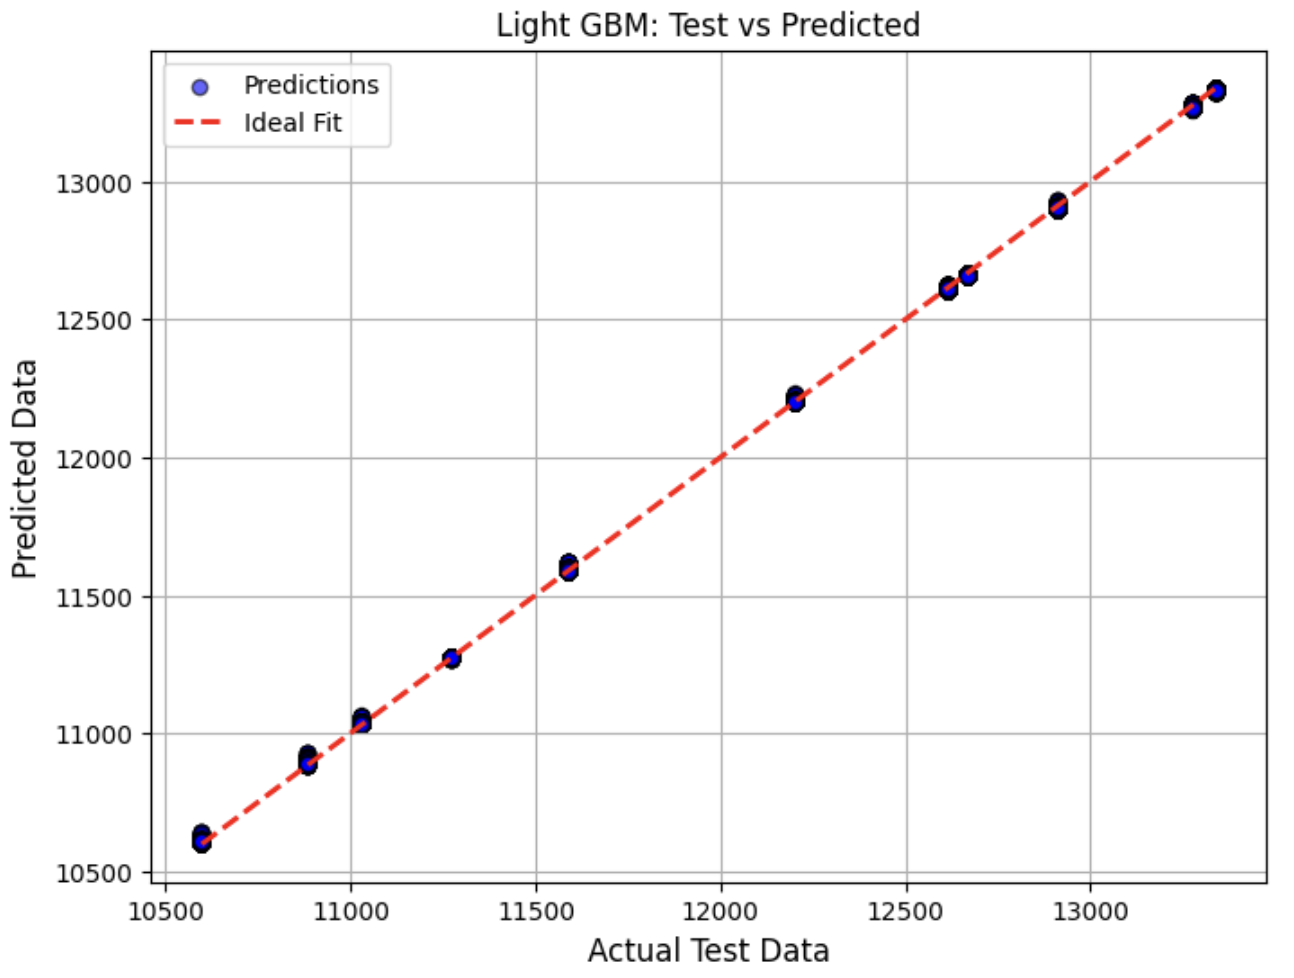 Light GBM: Test vs Predicted
Predictions
Ideal Fit
13000
12500
12000
11500
11000
10500
Predicted Data
10500 11000 11500 12000 12500 13000
Actual Test Data